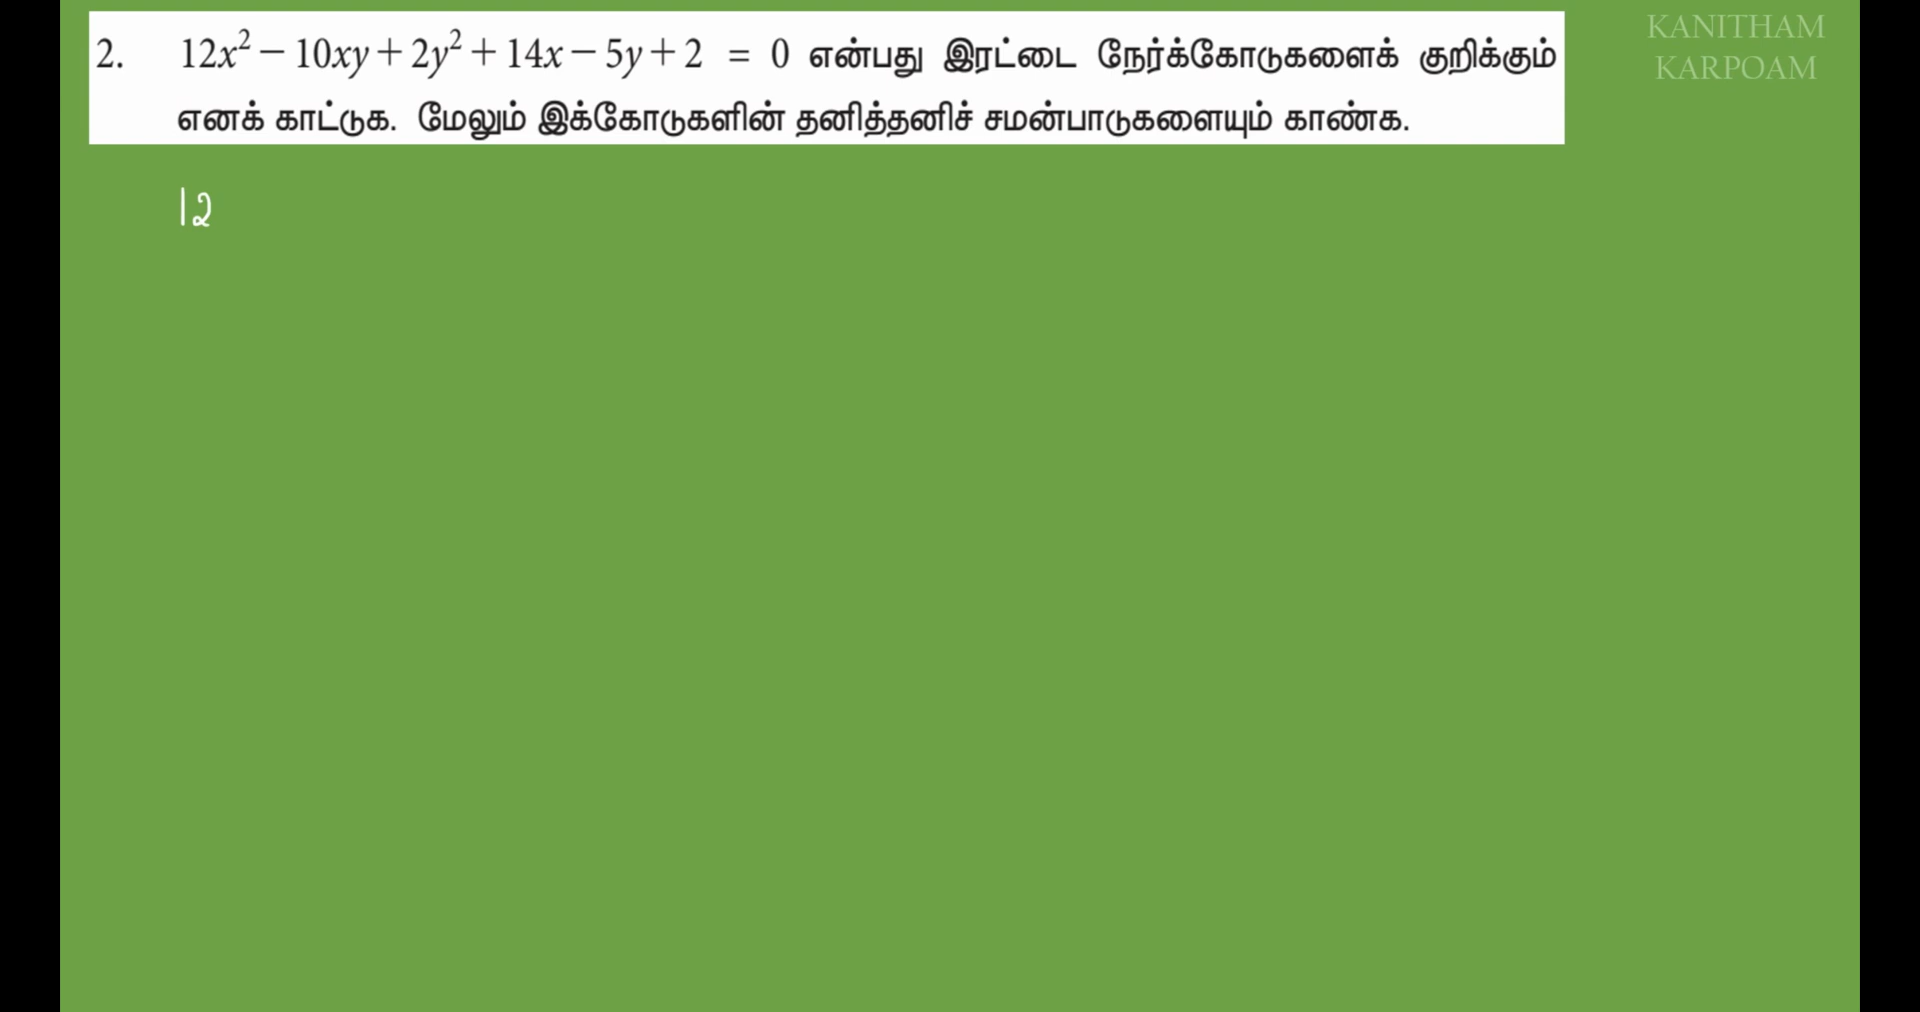 2. 12x² − 10xy + 2y² + 14x − 5y + 2 = 0 என்பது இரட்டை நேர்க்கோடுகளைக் குறிக்கும்
எனக் காட்டுக. மேலும் இக்கோடுகளின் தனித்தனிச் சமன்பாடுகளையும் காண்க.
KANITHAM
KARPOAM
12